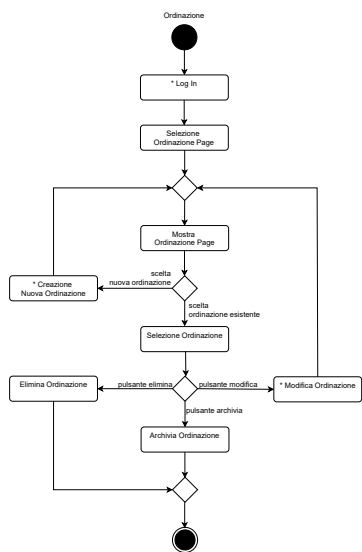 Ordinazione
* Log In
Selezione
Ordinazione Page
Mostra
Ordinazione Page
scelta
nuova ordinazione
* Creazione
Nuova Ordinazione
scelta
ordinazione esistente
Selezione Ordinazione
Elimina Ordinazione
pulsante elimina
pulsante modifica
* Modifica Ordinazione
pulsante archivia
Archivia Ordinazione